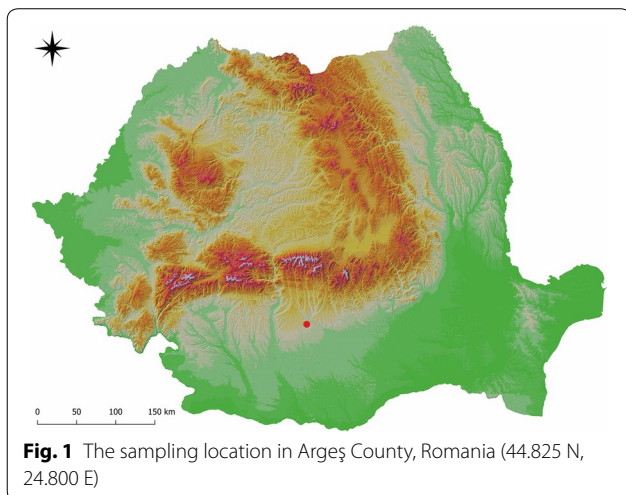 0 50 100 150 km
Fig. 1 The sampling location in Argeş County, Romania (44.825 N,
24.800 E)